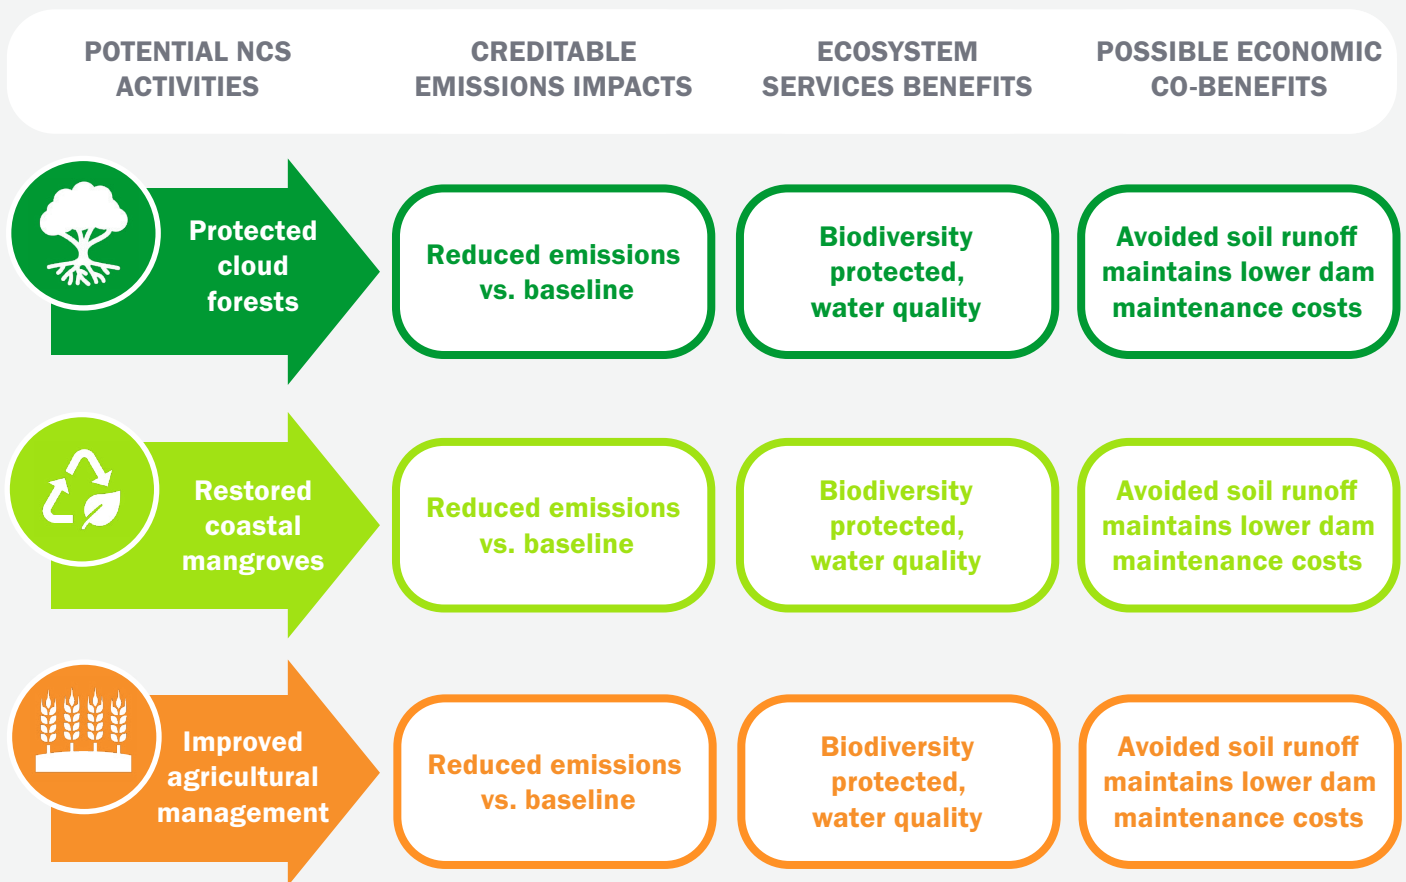 POTENTIAL NCS
ACTIVITIES
CREDITABLE
EMISSIONS IMPACTS
ECOSYSTEM
SERVICES BENEFITS
POSSIBLE ECONOMIC
CO-BENEFITS
Protected
cloud
forests
Reduced emissions
vs. baseline
Biodiversity
protected,
water quality
Avoided soil runoff
maintains lower dam
maintenance costs
Restored
coastal
mangroves
Reduced emissions
vs. baseline
Biodiversity
protected,
water quality
Avoided soil runoff
maintains lower dam
maintenance costs
Improved
agricultural
management
Reduced emissions
vs. baseline
Biodiversity
protected,
water quality
Avoided soil runoff
maintains lower dam
maintenance costs